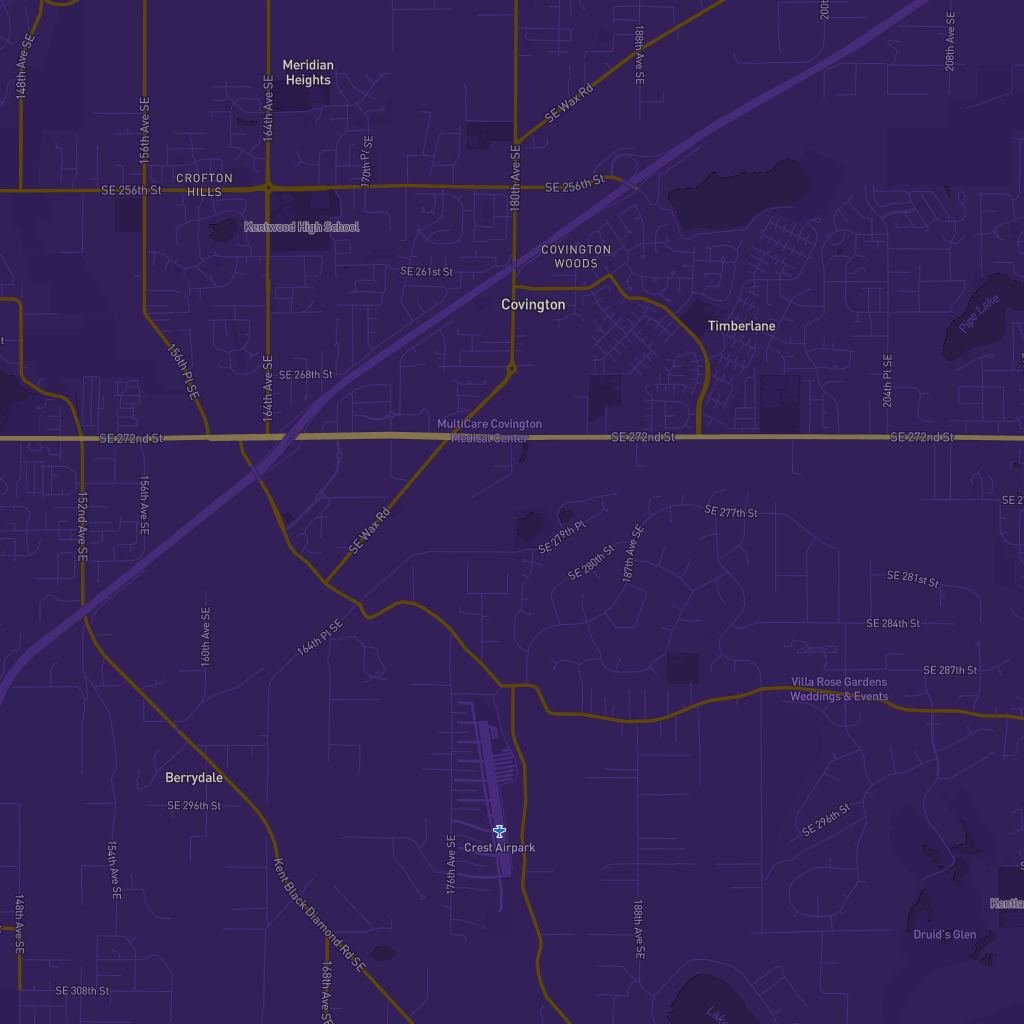 148th Ave SE
156th Ave SE
164th Ave SE
Meridian
Heights
170th Pl SE
SE Wax Rd
188th Ave SE
208th Ave SE
180th Ave SE
SE 256th St
CROFTON
HILLS
SE 256th St
Kentwood High School
COVINGTON
WOODS
SE 261st St
Covington
Timberlane
Pipe Lake
156th Pl SE
164th Ave SE
SE 268th St
204th Pl SE
MultiCare Covington
Medical Center
SE 272nd St
SE 272nd St
SE 272nd St
152nd Ave SE
156th Ave SE
SE Wax Rd
SE 279th Pl
SE 280th St
187th Ave SE
SE 277th St
SE 281st St
160th Ave SE
164th Pl SE
SE 284th St
SE 287th St
Villa Rose Gardens
Weddings & Events
Berrydale
SE 296th St
SE 296th St
Crest Airpark
154th Ave SE
176th Ave SE
148th Ave SE
Kent Black Diamond Rd SE
188th Ave SE
Druid's Glen
168th Ave SE
SE 308th St
Lake